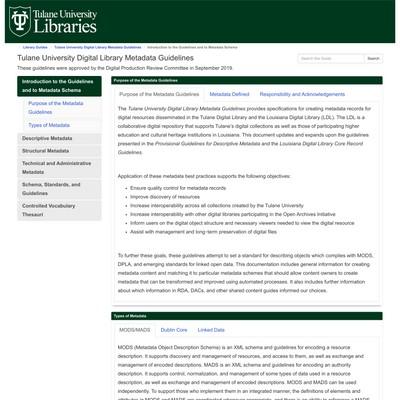 Tulane University
Libraries
Library Guides / Tulane University Digital Library Metadata Guidelines / Introduction to the Guidelines and to Metadata Schema
Tulane University Digital Library Metadata Guidelines
These guidelines were approved by the Digital Production Review Committee in September 2019.
Search this Guide
Search
Introduction to the Guidelines
and to Metadata Schema
Purpose of the Metadata
Guidelines
Types of Metadata
Descriptive Metadata
Structural Metadata
Technical and Administrative
Metadata
Schema, Standards, and
Guidelines
Controlled Vocabulary
Thesauri
Purpose of the Metadata Guidelines
Purpose of the Metadata Guidelines
Metadata Defined
Responsibility and Acknowledgements
The Tulane University Digital Library Metadata Guidelines provides specifications for creating metadata records for
digital resources disseminated in the Tulane Digital Library and the Louisiana Digital Library (LDL). The LDL is a
collaborative digital repository that supports Tulane's digital collections as well as those of participating higher
education and cultural heritage institutions in Louisiana. This document updates and expands upon the guidelines
presented in the Provisional Guidelines for Descriptive Metadata and the Louisiana Digital Library Core Record
Guidelines.
Application of these metadata best practices supports the following objectives:
• Ensure quality control for metadata records
• Improve discovery of resources
• Increase interoperability across all collections created by the Tulane University
• Increase interoperability with other digital libraries participating in the Open Archives Initiative
• Inform users on the digital object structure and necessary viewers needed to view the digital resource
• Assist with management and long-term preservation of digital files
To further these goals, these guidelines attempt to set a standard for describing objects which complies with MODS,
DPLA, and emerging standards for linked open data. This documentation includes general information for creating
metadata content and matching it to particular metadata schemas that should allow content owners to create
metadata that can be transformed and improved using automated processes. It also includes further information
about which information in RDA, DACs, and other shared content guides informed our choices.
Types of Metadata
MODS/MADS
Dublin Core
Linked Data
MODS (Metadata Object Description Schema) is an XML schema and guidelines for encoding a resource
description. It supports discovery and management of resources, and access to them, as well as exchange and
management of encoded descriptions. MADS is an XML schema and guidelines for encoding an authority
description. It supports control, normalization, and management of some types of data used in a resource
description, as well as exchange and management of encoded descriptions. MODS and MADS can be used
independently. To support those who implement them in an integrated manner, the definitions of elements and